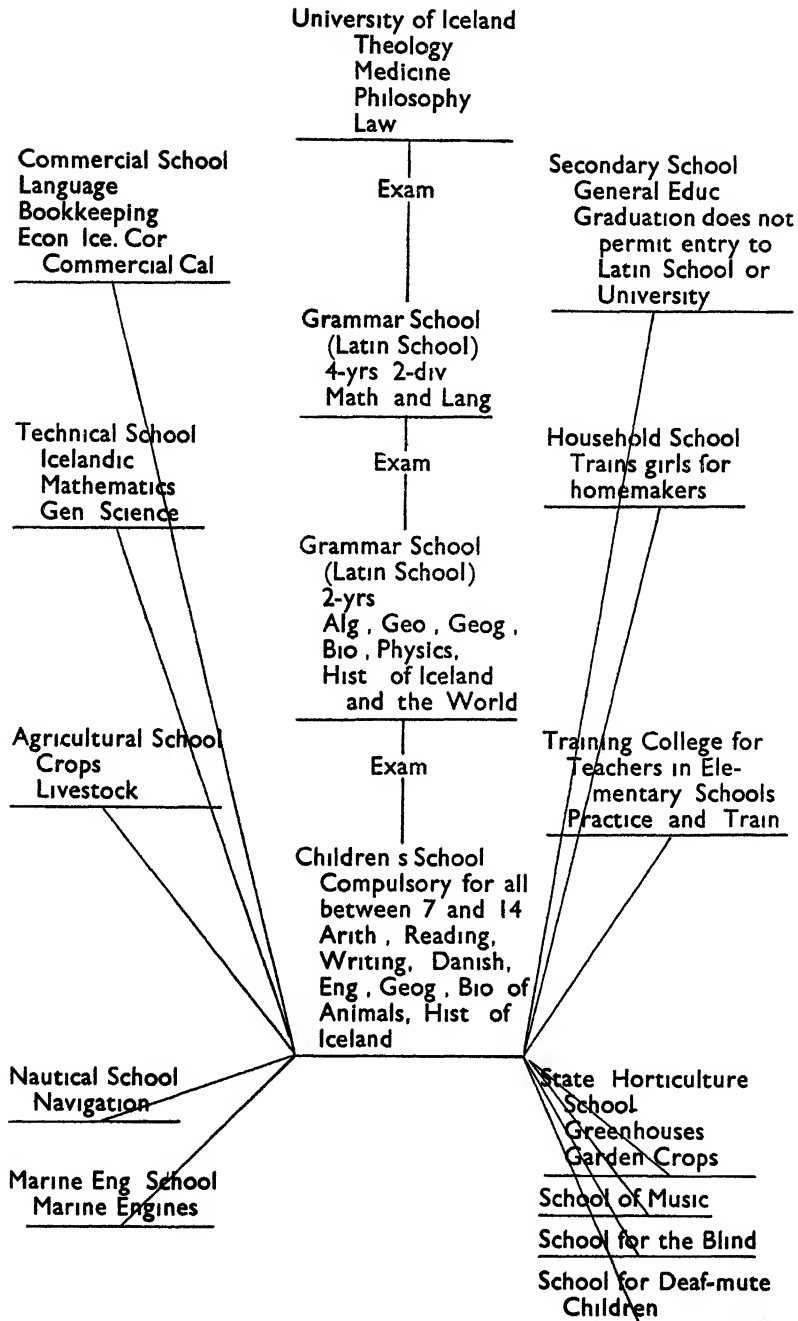 University of Iceland
Theology
Medicine
Philosophy
Law
Exam
Commercial School
Language
Bookkeeping
Econ Ice. Cor
Commercial Cal
Secondary School
General Educ
Graduation does not
permit entry to
Latin School or
University
Grammar School
(Latin School)
4-yrs 2-div
Math and Lang
Exam
Technical School
Icelandic
Mathematics
Gen Science
Household School
Trains girls for
homemakers
Grammar School
(Latin School)
2-yrs
Alg , Geo , Geog ,
Bio , Physics,
Hist of Iceland
and the World
Exam
Agricultural School
Crops
Livestock
Training College for
Teachers in Ele-
mentary Schools
Practice and Train
Children s School
Compulsory for all
between 7 and 14
Arith , Reading,
Writing, Danish,
Eng , Geog , Bio of
Animals, Hist of
Iceland
Nautical School
Navigation
Marine Eng School
Marine Engines
State Horticulture
School
Greenhouses
Garden Crops
School of Music
School for the Blind
School for Deaf-mute
Children